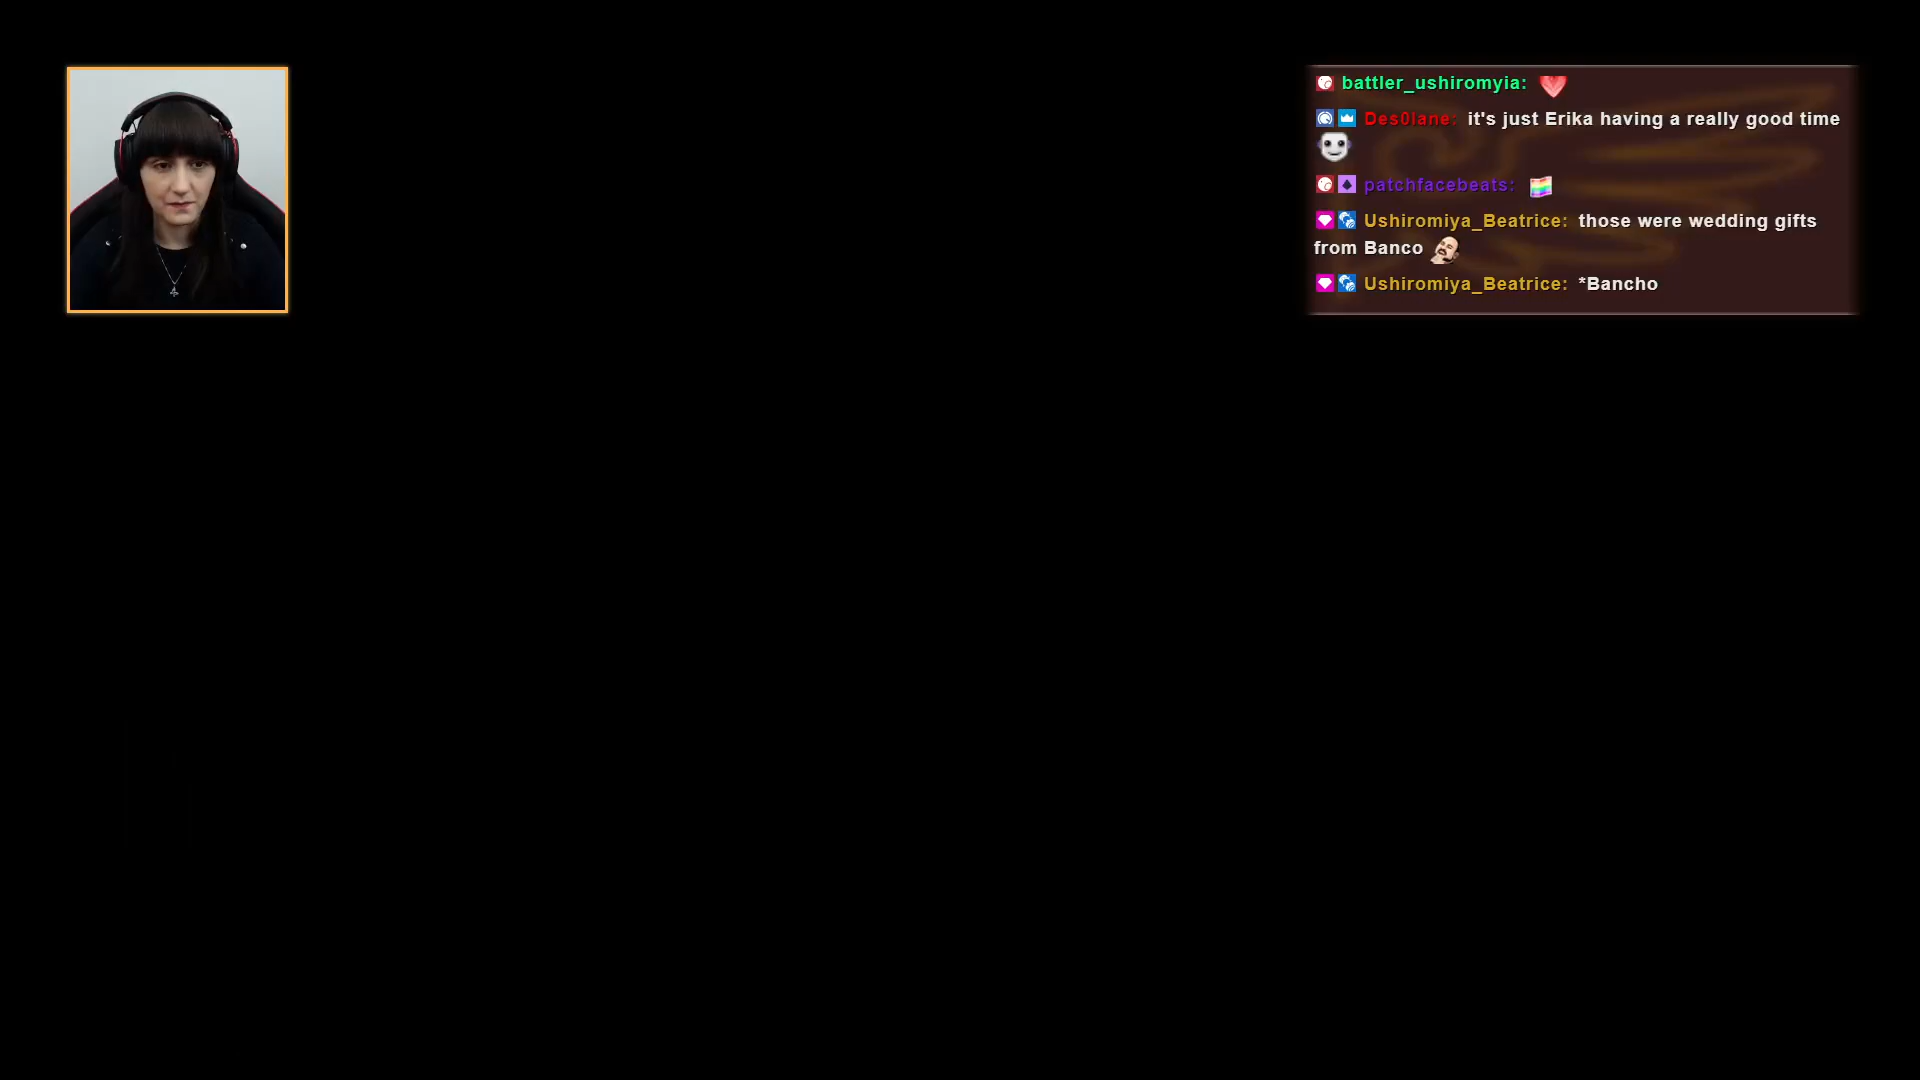 battler_ushiromyia:
Des0lane: it's just Erika having a really good time
patchfacebeats:
Ushiromiya_Beatrice: those were wedding gifts
from Banco
Ushiromiya_Beatrice: *Bancho